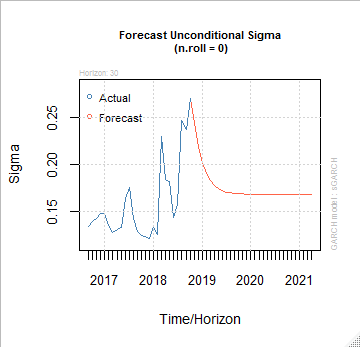 Forecast Unconditional Sigma
(n.roll = 0)
Horizon: 30
Actual
Forecast
0.25
0.20
0.15
Sigma
2017 2018 2019 2020 2021
Time/Horizon
GARCH model : sGARCH